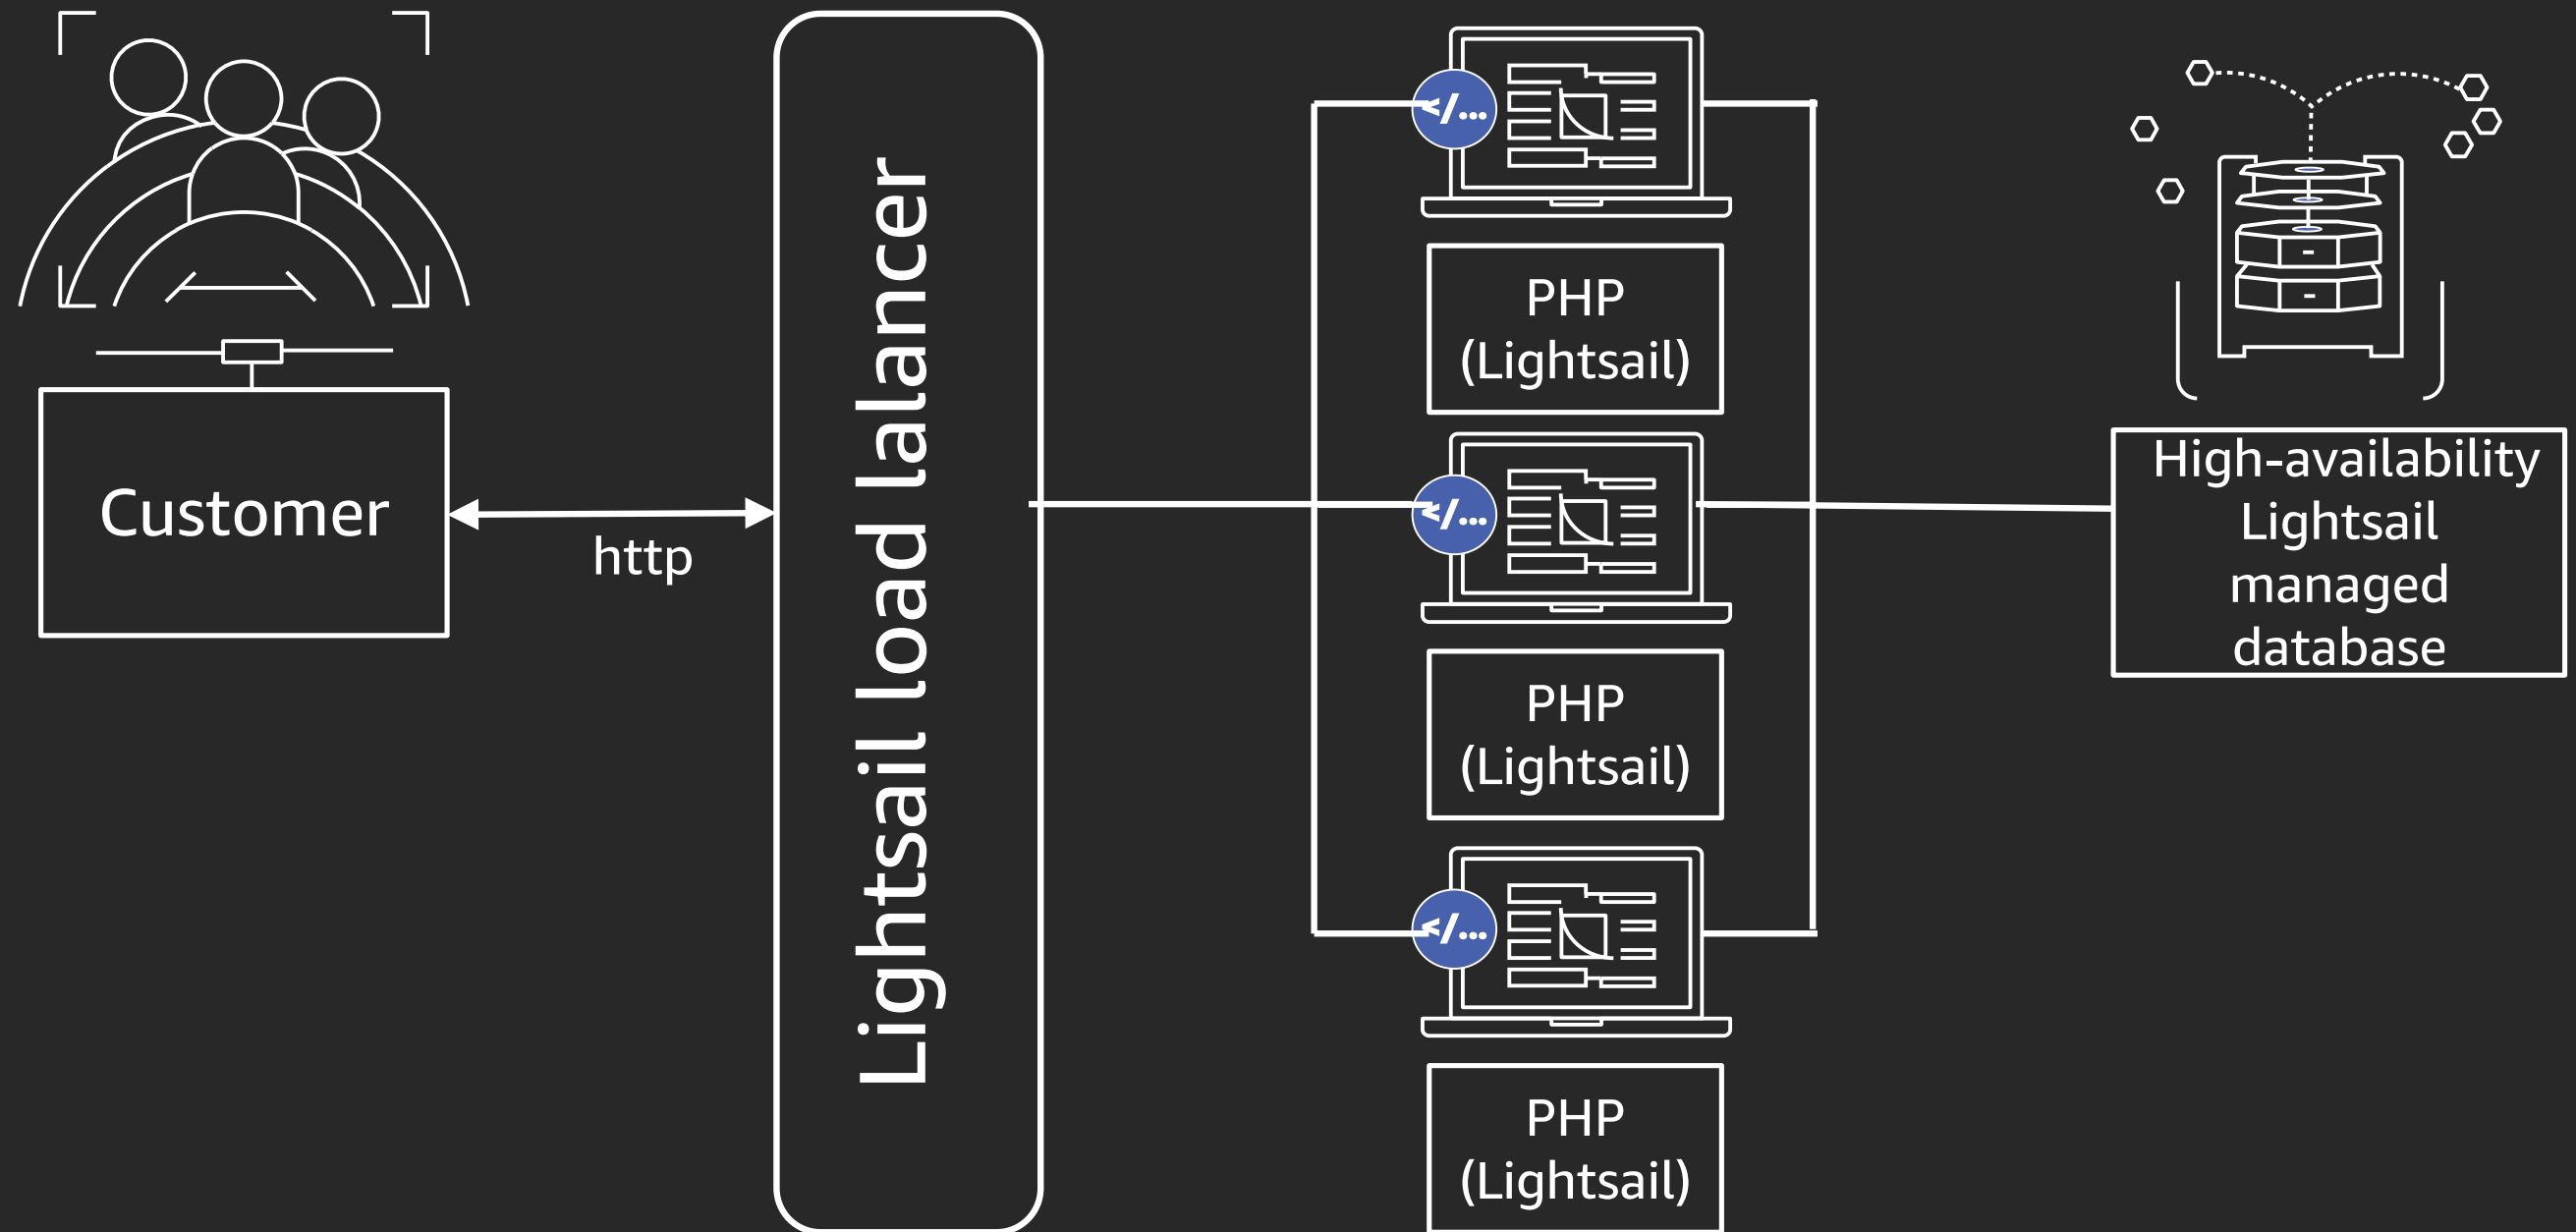 Customer
http
Lightsail load lalancer
</...
PHP
(Lightsail)
</...
PHP
(Lightsail)
</...
PHP
(Lightsail)
High-availability
Lightsail
managed
database